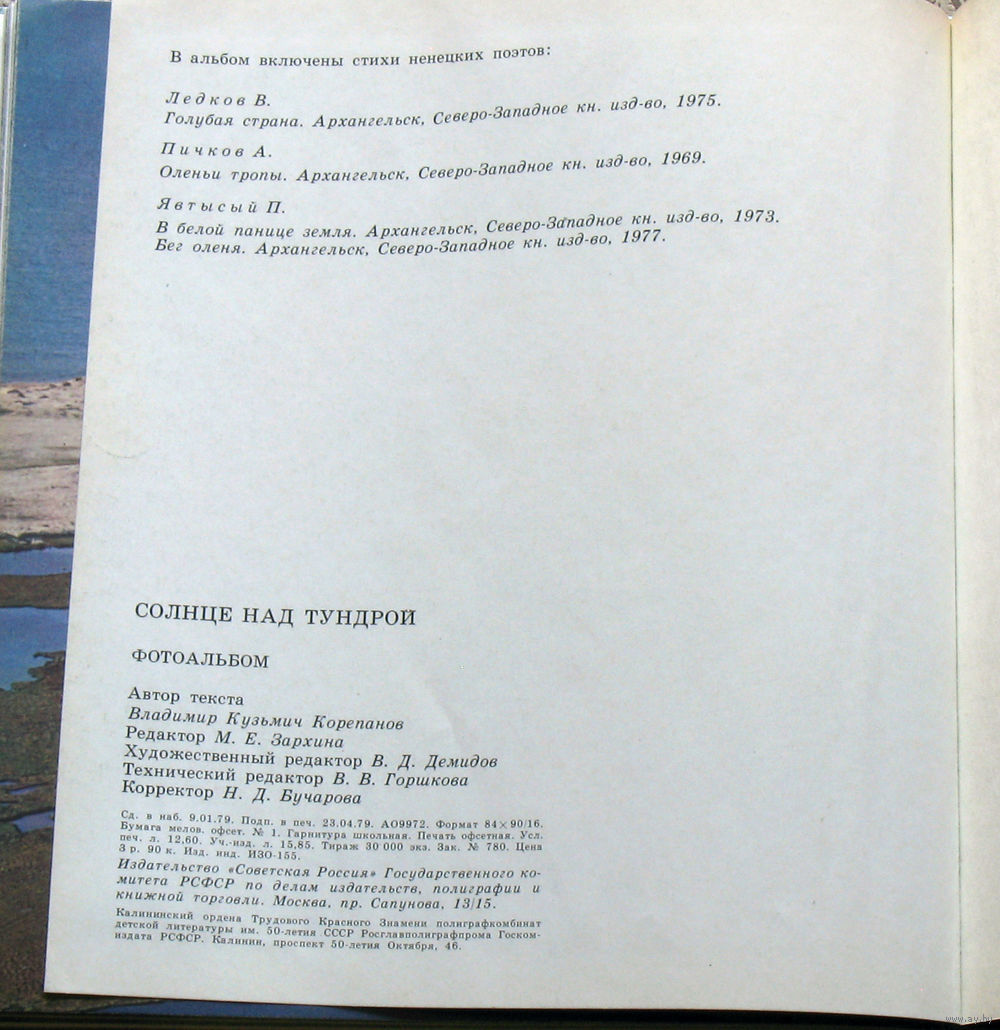 В альбом включены стихи ненецких поэтов:
Ледков В.
Голубая страна. Архангельск, Северо-Западное кн. изд-во, 1975.
Пичков А.
Оленьи тропы. Архангельск, Северо-Западное кн. изд-во, 1969.
Явтысый П.
В белой панице земля. Архангельск, Северо-Западное кн. изд-во, 1973.
Бег оленя. Архангельск, Северо-Западное кн. изд-во, 1977.
СОЛНЦЕ НАД ТУНДРОЙ
ФОТОАЛЬБОМ
Автор текста
Владимир Кузьмич Корепанов
Редактор М. Е. Зархина
Художественный редактор В. Д. Демидов
Технический редактор В. В. Горшкова
Корректор Н. Д. Бучарова
Сд. в наб. 9.01.79. Подп. в печ. 23.04.79. АО9972. Формат 84×90/16.
Бумага мелов. офсет. № 1. Гарнитура школьная. Печать офсетная. Усл.
печ. л. 12,60. Уч.-изд. л. 15,85. Тираж 30 000 экз. Зак. № 780. Цена
3 р. 90 к. Изд. инд. ИЗО-155.
Издательство «Советская Россия» Государственного ко-
митета РСФСР по делам издательств, полиграфии и
книжной торговли. Москва, пр. Сапунова, 13/15.
Калининский ордена Трудового Красного Знамени полиграфкомбинат
детской литературы им. 50-летия СССР Росглавполиграфпрома Госком-
издата РСФСР. Калинин, проспект 50-летия Октября, 46.
www.ay.by